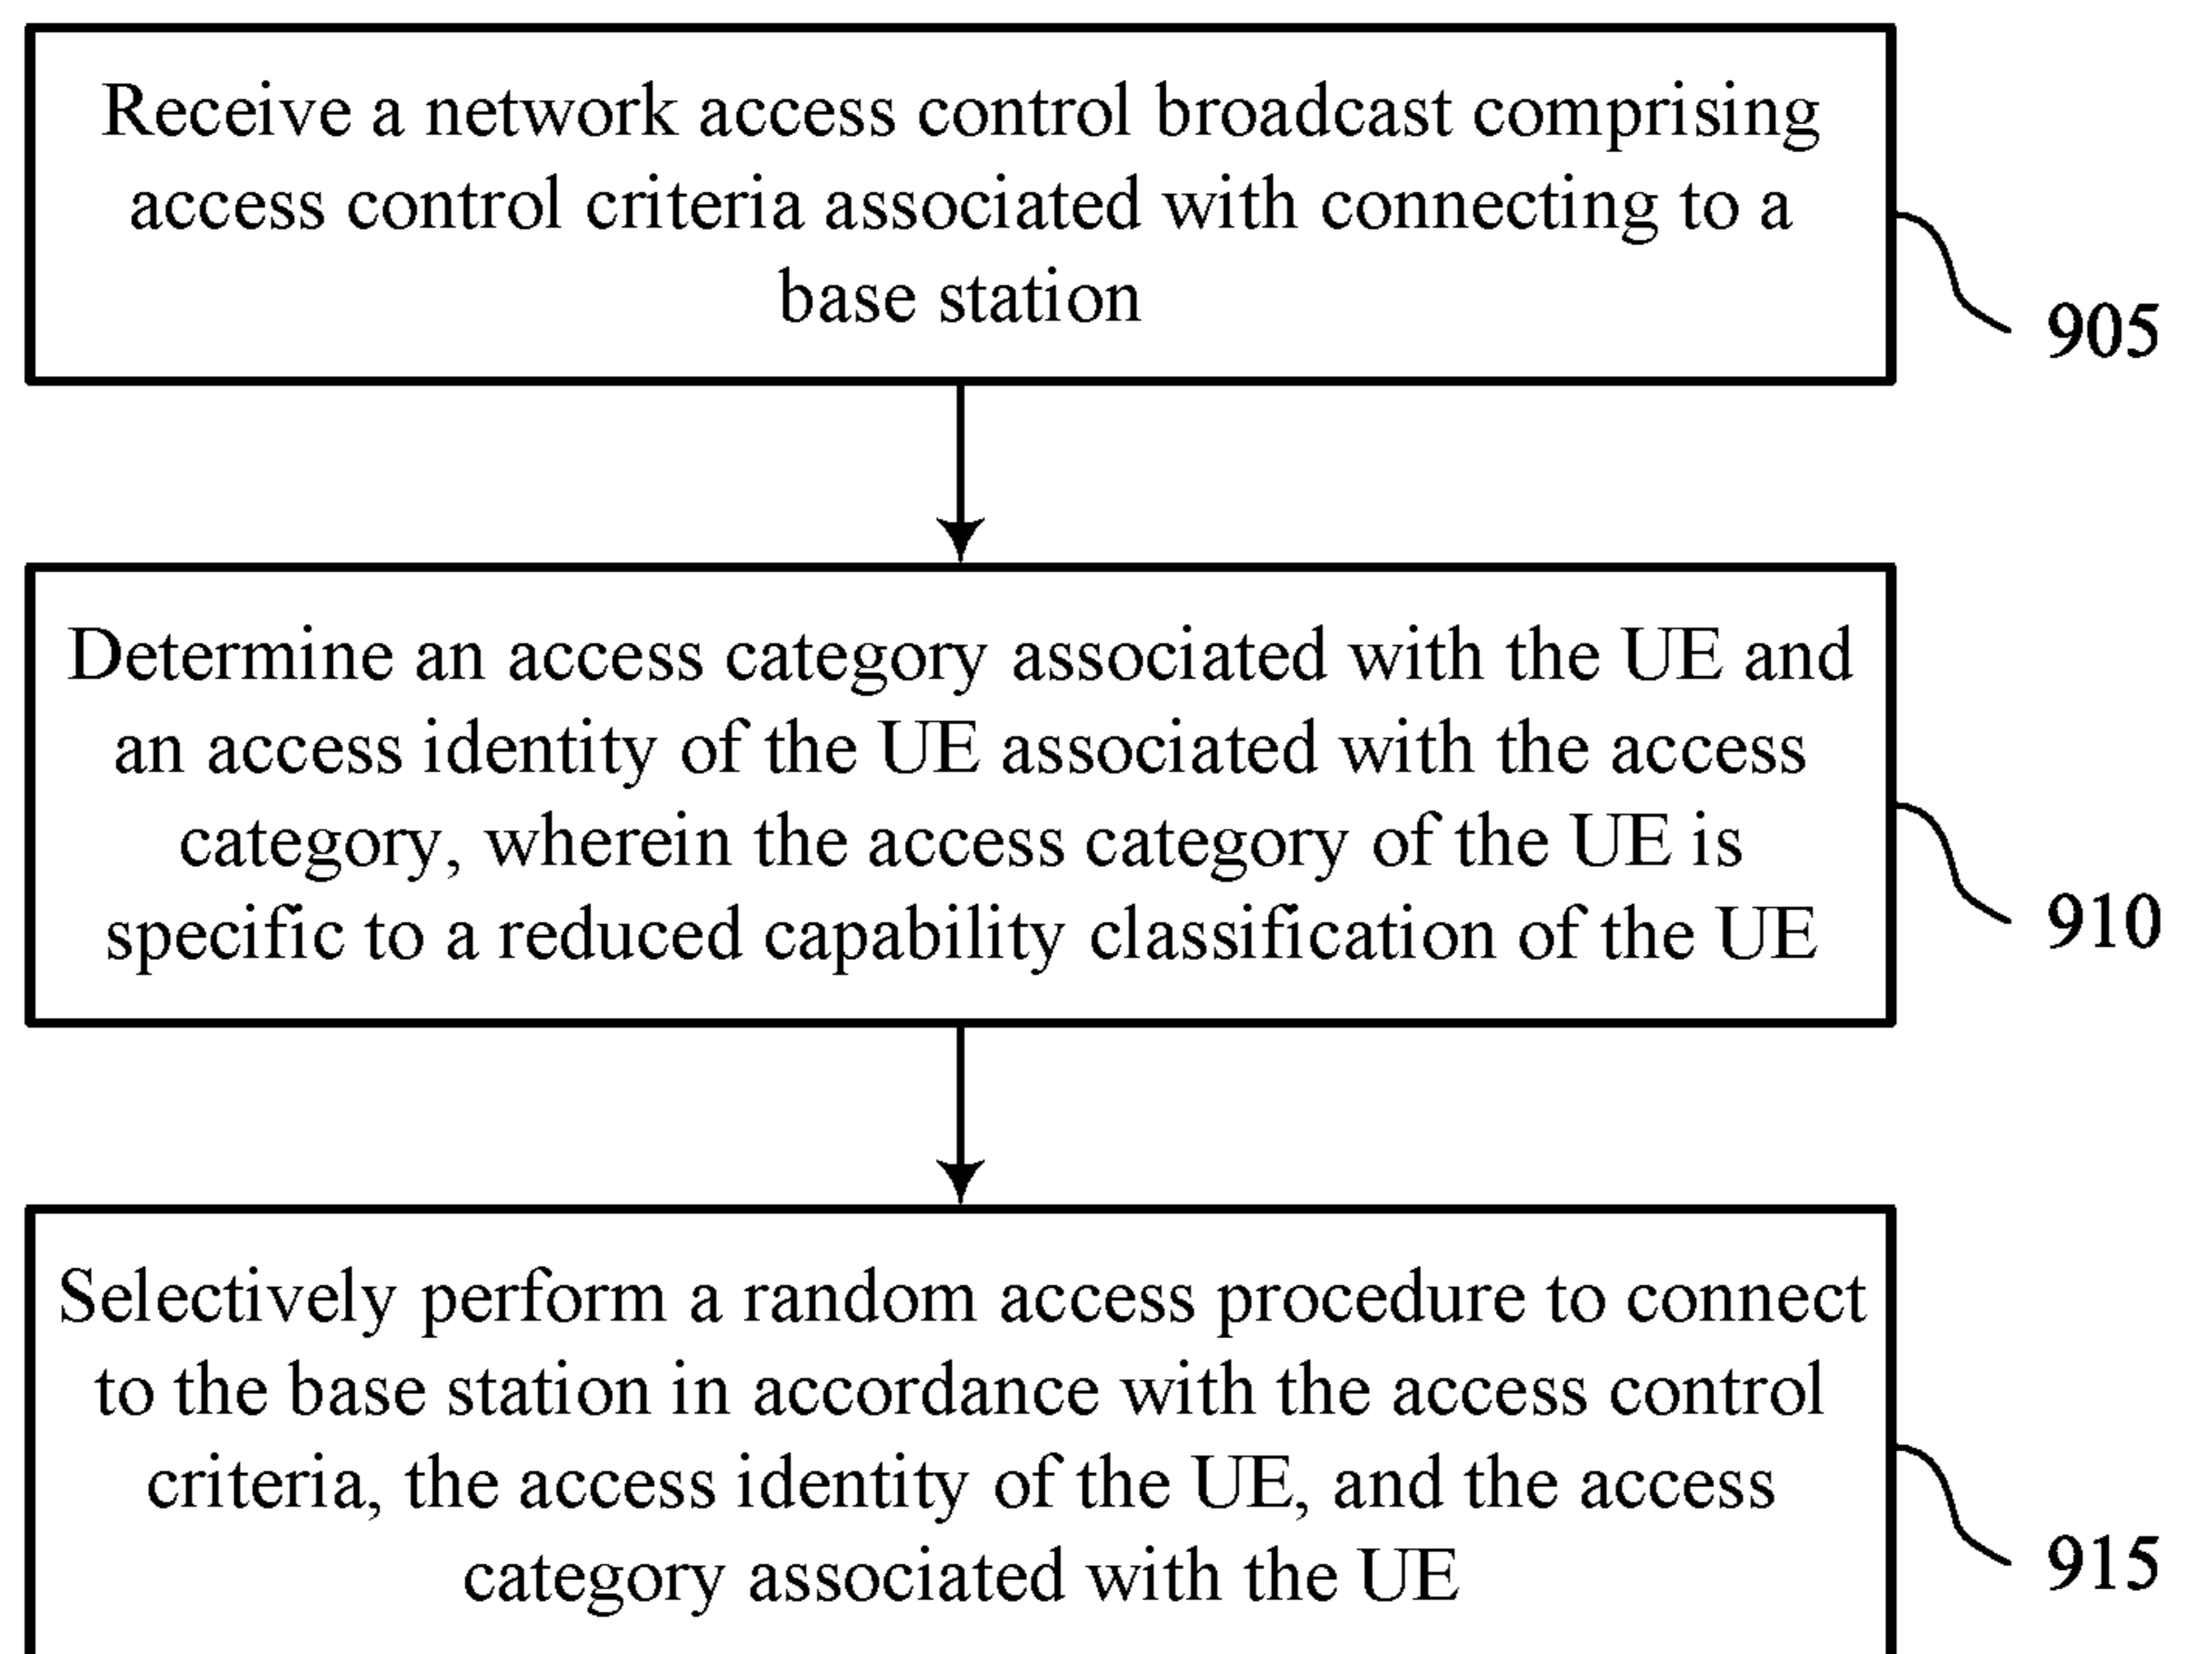 Receive a network access control broadcast comprising
access control criteria associated with connecting to a
base station
905
Determine an access category associated with the UE and
an access identity of the UE associated with the access
category, wherein the access category of the UE is
specific to a reduced capability classification of the UE
910
Selectively perform a random access procedure to connect
to the base station in accordance with the access control
criteria, the access identity of the UE, and the access
category associated with the UE
915